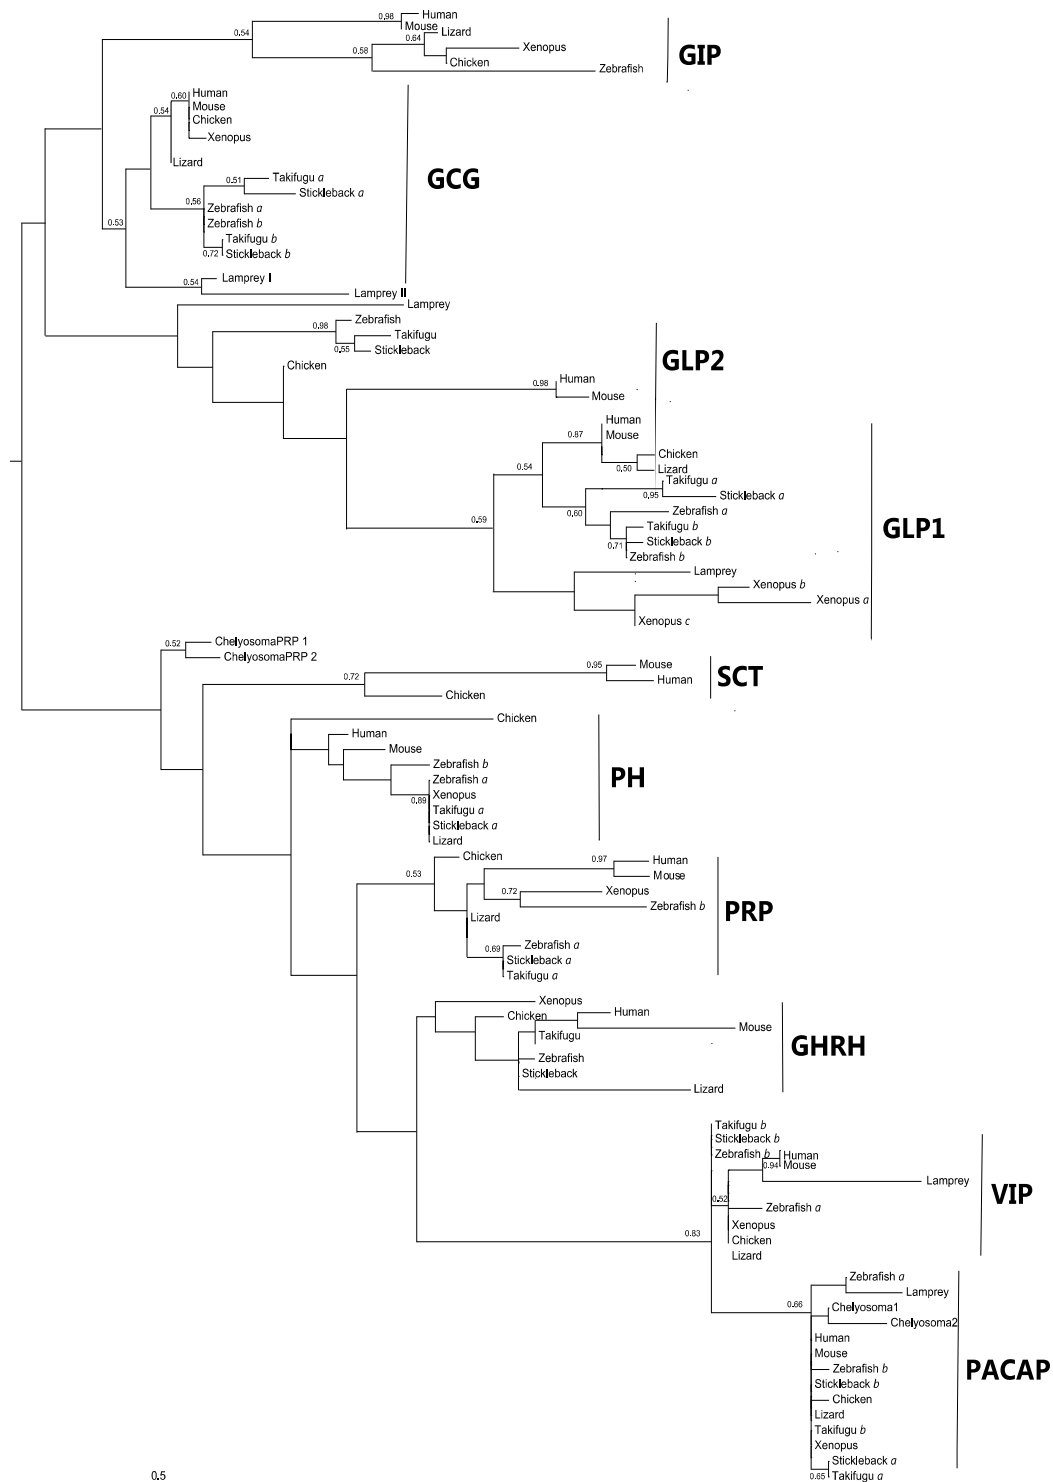 0.98 Human
Mouse
0.54 0.64 Lizard
0.58 Xenopus
Chicken
Zebrafish
GIP
0.60 Human
Mouse
0.54 Chicken
Xenopus
Lizard
0.51 Takifugu a
Stickleback a
0.56 Zebrafish a
Zebrafish b
0.53 Takifugu b
0.72 Stickleback b
GCG
0.54 Lamprey I
Lamprey II
Lamprey
0.98 Zebrafish
Takifugu
0.55 Stickleback
Chicken
GLP2
0.98 Human
Mouse
Human
0.87 Mouse
Chicken
0.50 Lizard
0.54 Takifugu a
0.95 Stickleback a
0.60 Zebrafish a
0.59 Takifugu b
0.71 Stickleback b
Zebrafish b
GLP1
Lamprey
Xenopus b
Xenopus a
Xenopus c
0.52 ChelyosomaPRP 1
ChelyosomaPRP 2
0.72 0.95 Mouse
Human
Chicken
SCT
Chicken
Human
Mouse
Zebrafish b
Zebrafish a
0.89 Xenopus
Takifugu a
Stickleback a
Lizard
PH
Chicken
0.53 0.97 Human
Mouse
0.72 Xenopus
Zebrafish b
Lizard
PRP
0.69 Zebrafish a
Stickleback a
Takifugu a
Xenopus
Chicken Human
Mouse
Takifugu
GHRH
Zebrafish
Stickleback
Lizard
Takifugu b
Stickleback b
Zebrafish b Human
0.94 Mouse
Lamprey
0.52 Zebrafish a
VIP
Xenopus
0.83 Chicken
Lizard
Zebrafish a
Lamprey
0.66 Chelyosoma1
Chelyosoma2
Human
Mouse
Zebrafish b
PACAP
Stickleback b
Chicken
Lizard
Takifugu b
Xenopus
Stickleback a
0.65 Takifugu a
0.5